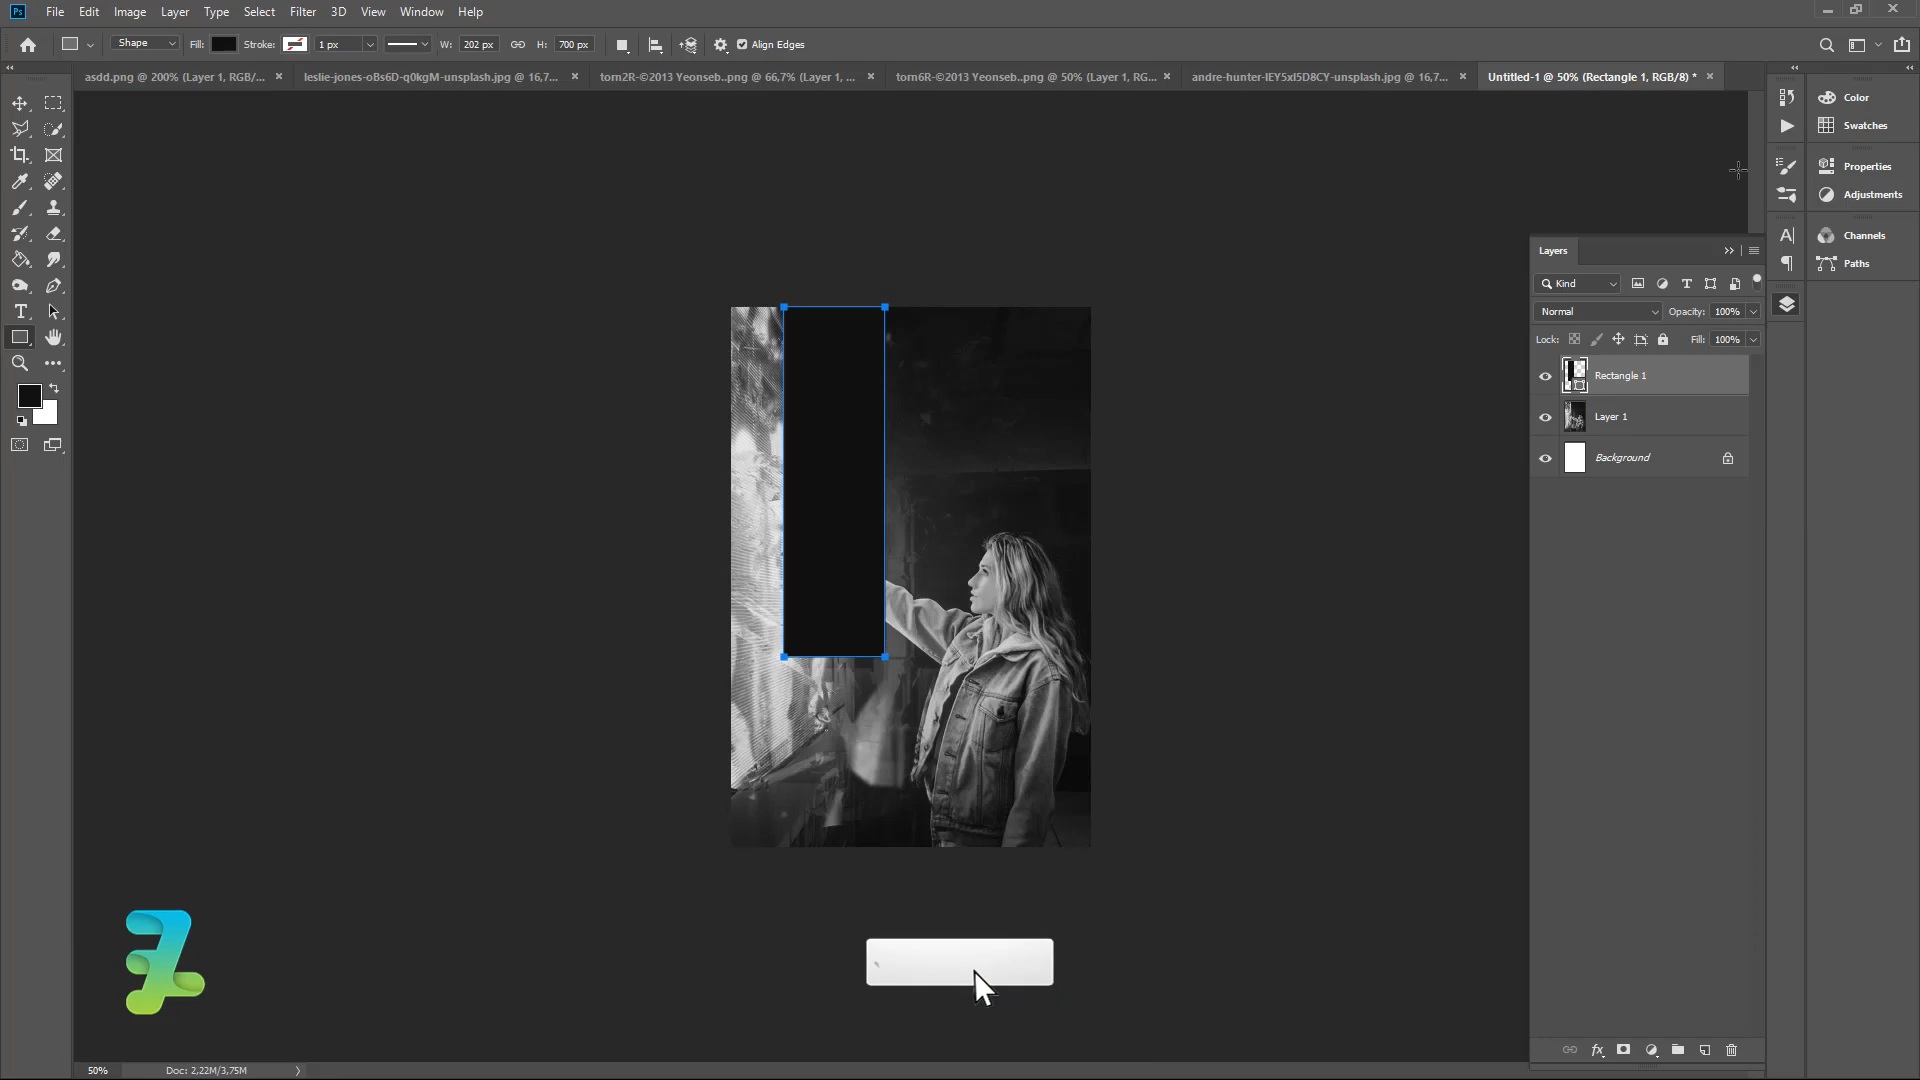 Ps File Edit Image Layer Type Select Filter 3D View Window Help
Shape Fill: Stroke: 1 px W: 202 px H: 700 px Align Edges
asdd.png @ 200% (Layer 1, RGB/... × leslie-jones-oBs6D-q0kgM-unsplash.jpg @ 16,7... × torn2R-©2013 Yeonseb..png @ 66,7% (Layer 1, ... × torn6R-©2013 Yeonseb..png @ 50% (Layer 1, RG... × andre-hunter-IEY5xI5D8CY-unsplash.jpg @ 16,7... × Untitled-1 @ 50% (Rectangle 1, RGB/8) * ×
Color
Swatches
Properties
Adjustments
Channels
Paths
Layers
Kind
Normal Opacity: 100%
Lock: Fill: 100%
Rectangle 1
Layer 1
Background
50% Doc: 2,22M/3,75M